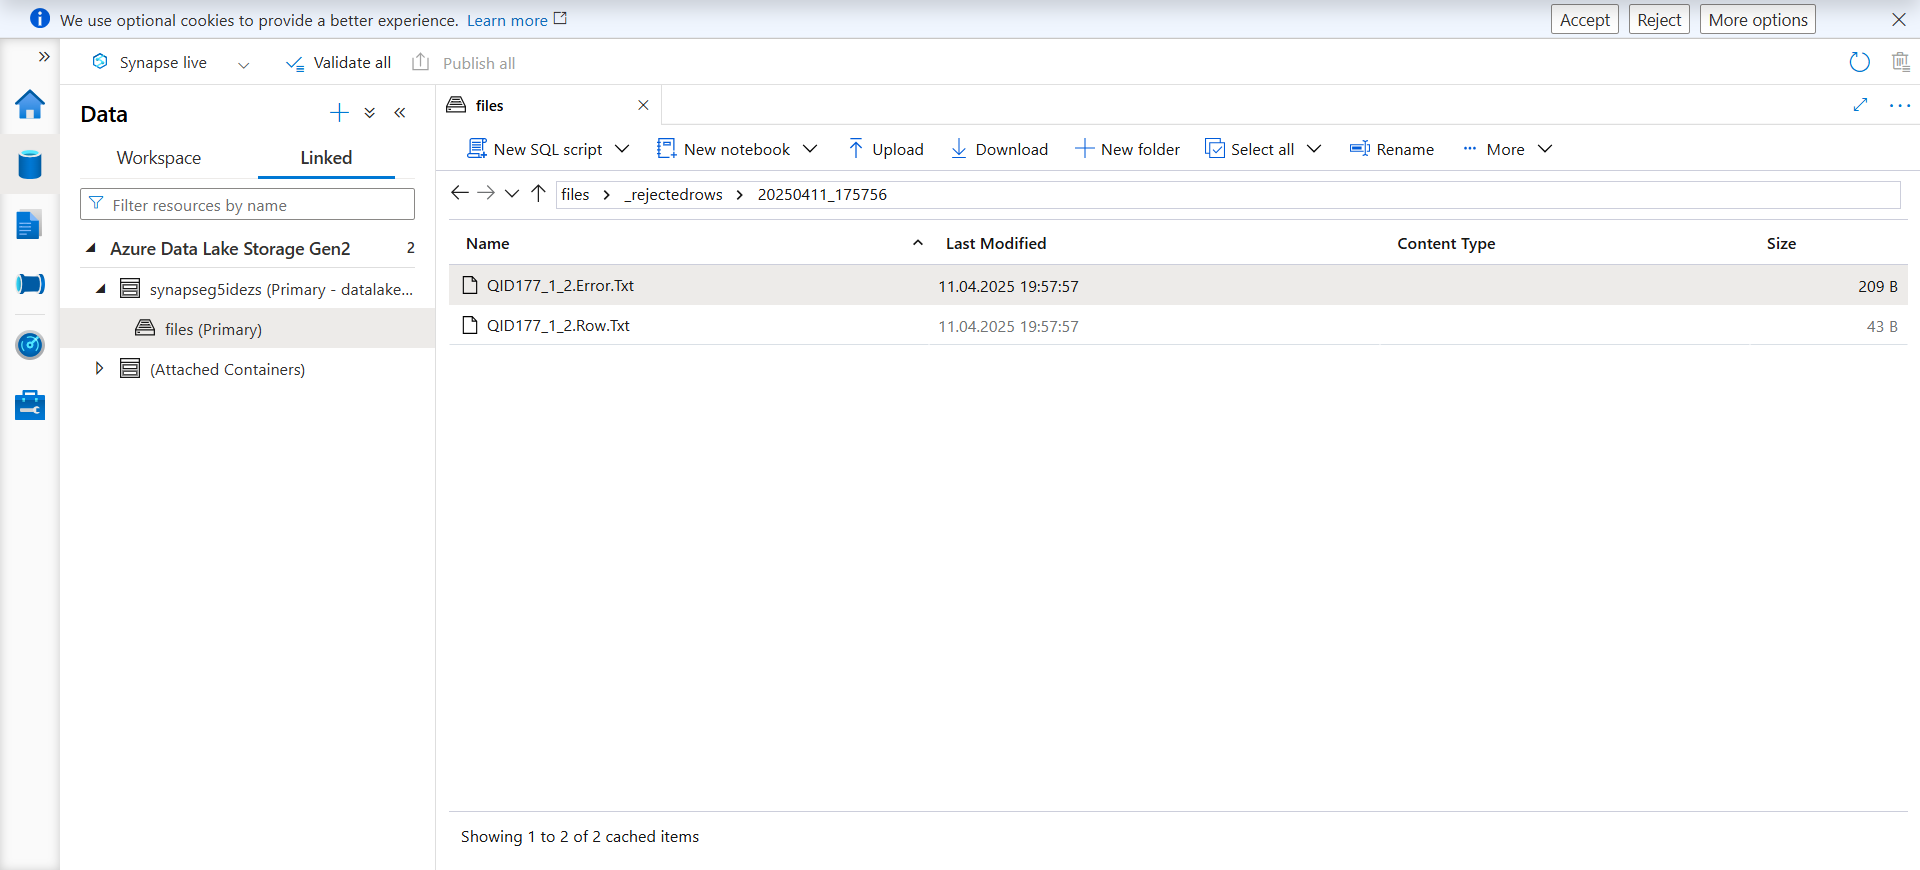 We use optional cookies to provide a better experience. Learn more
Accept
Reject
More options
Synapse live
Validate all
Publish all
Data
Workspace
Linked
Filter resources by name
Azure Data Lake Storage Gen2 2
synapseg5idezs (Primary - datalake...
files (Primary)
(Attached Containers)
files
New SQL script
New notebook
Upload
Download
New folder
Select all
Rename
More
files > _rejectedrows > 20250411_175756
Name Last Modified Content Type Size
QID177_1_2.Error.Txt 11.04.2025 19:57:57 209 B
QID177_1_2.Row.Txt 11.04.2025 19:57:57 43 B
Showing 1 to 2 of 2 cached items